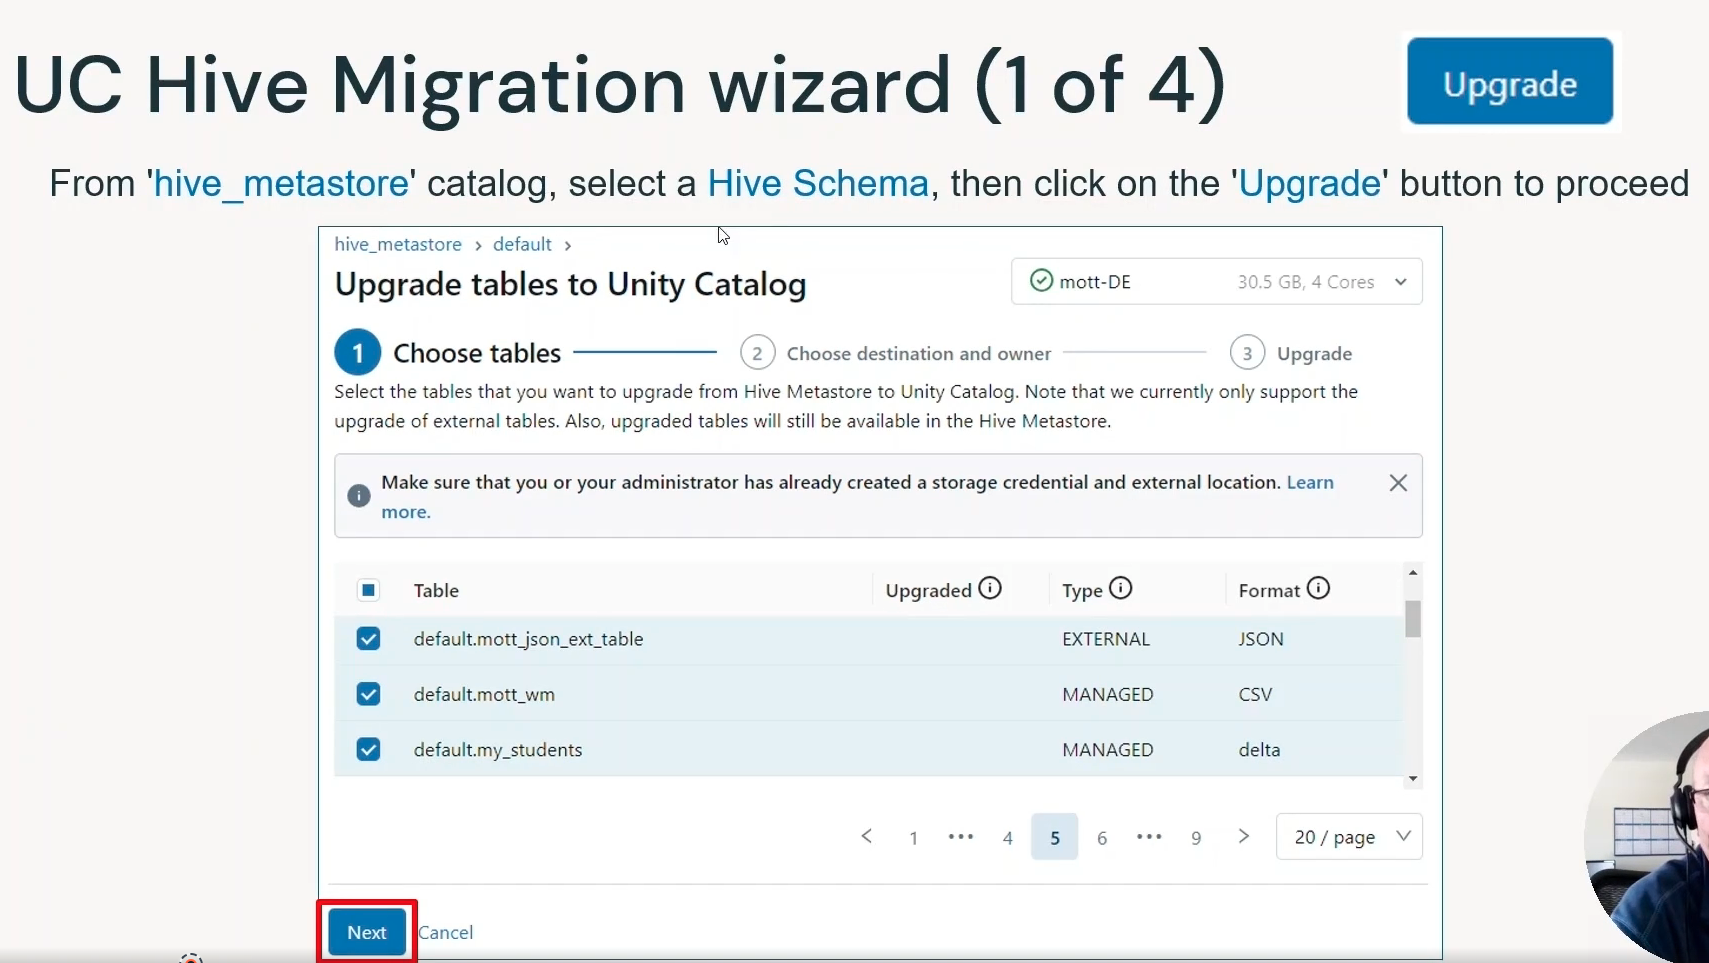 UC Hive Migration wizard (1 of 4)
Upgrade
From 'hive_metastore' catalog, select a Hive Schema, then click on the 'Upgrade' button to proceed
hive_metastore > default >
Upgrade tables to Unity Catalog
mott-DE 30.5 GB, 4 Cores
1 Choose tables 2 Choose destination and owner 3 Upgrade
Select the tables that you want to upgrade from Hive Metastore to Unity Catalog. Note that we currently only support the
upgrade of external tables. Also, upgraded tables will still be available in the Hive Metastore.
Make sure that you or your administrator has already created a storage credential and external location. Learn
more.
Table Upgraded Type Format
default.mott_json_ext_table EXTERNAL JSON
default.mott_wm MANAGED CSV
default.my_students MANAGED delta
< 1 ••• 4 5 6 ••• 9 > 20 / page
Next Cancel